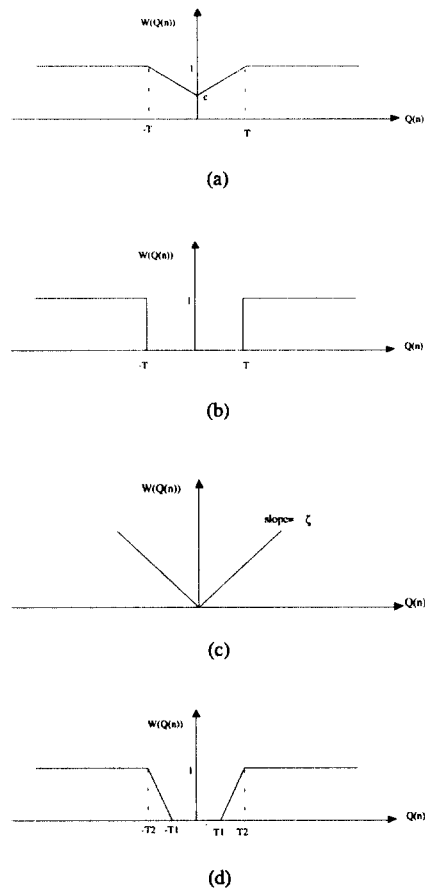 W(Q(n))
1
c
-T
T
Q(n)
(a)
W(Q(n))
1
-T
T
Q(n)
(b)
W(Q(n))
slope= ζ
Q(n)
(c)
W(Q(n))
1
-T2
-T1
T1
T2
Q(n)
(d)